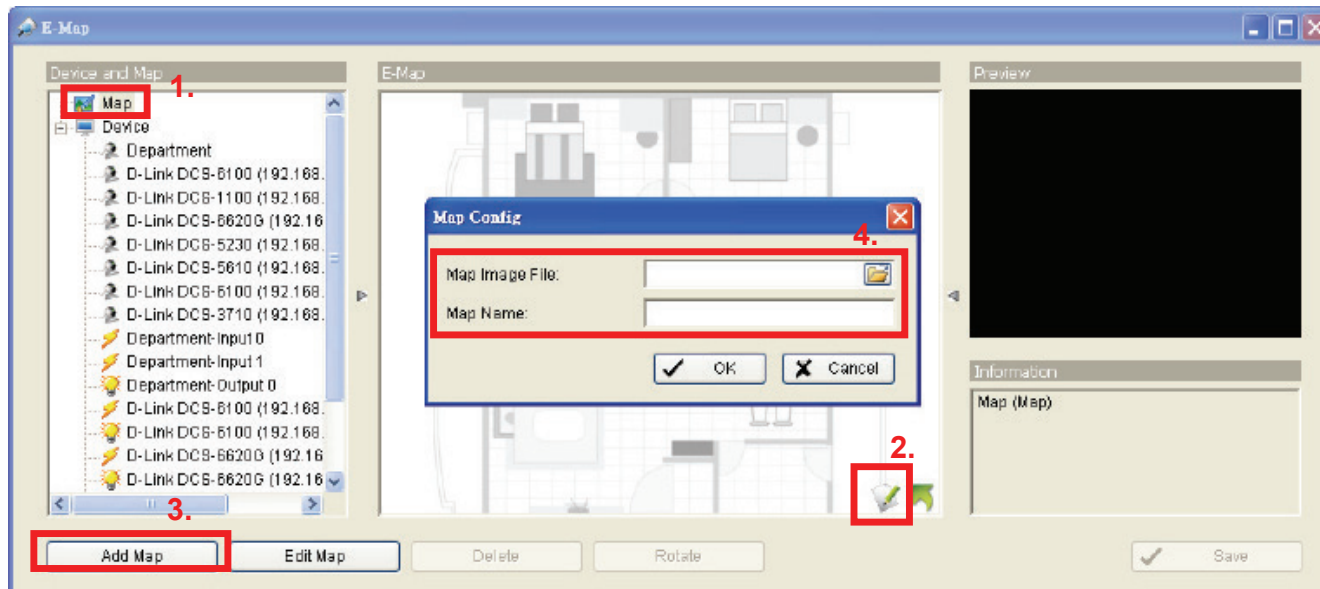 E-Map
Device and Map
1.
Map
Device
Department
D-Link DCS-6100 (192.168.
D-Link DCS-1100 (192.168.
D-Link DCS-6620G (192.16
D-Link DCS-5230 (192.168.
D-Link DCS-5610 (192.168.
D-Link DCS-6100 (192.168.
D-Link DCS-3710 (192.168.
Department-Input 0
Department-Input 1
Department-Output 0
D-Link DCS-6100 (192.168.
D-Link DCS-6100 (192.168.
D-Link DCS-6620G (192.16
D-Link DCS-6620G (192.16
3.
Add Map
Edit Map
Delete
Rotate
Save
E-Map
Map Config
4.
Map Image File:
Map Name:
OK
Cancel
2.
Preview
Information
Map (Map)